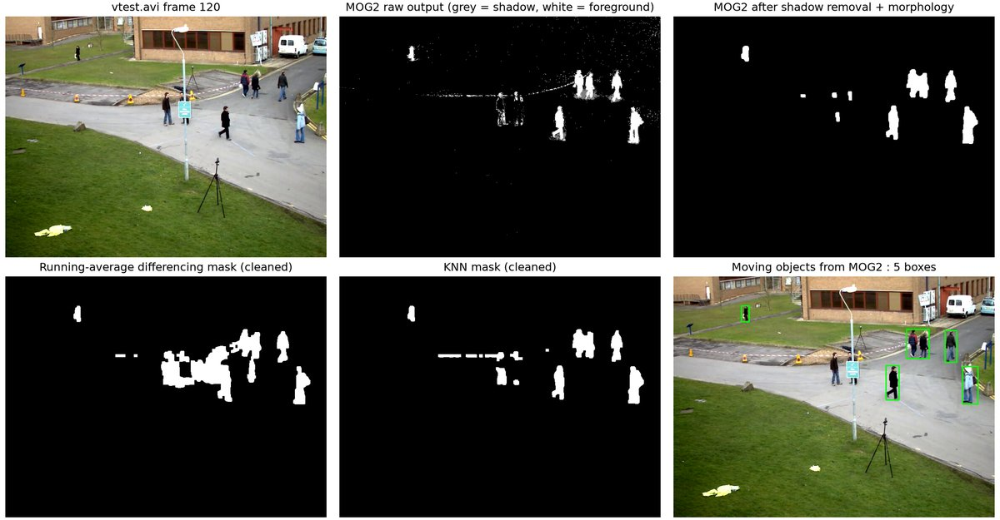 vtest.avi frame 120
MOG2 raw output (grey = shadow, white = foreground)
MOG2 after shadow removal + morphology
Running-average differencing mask (cleaned)
KNN mask (cleaned)
Moving objects from MOG2 : 5 boxes